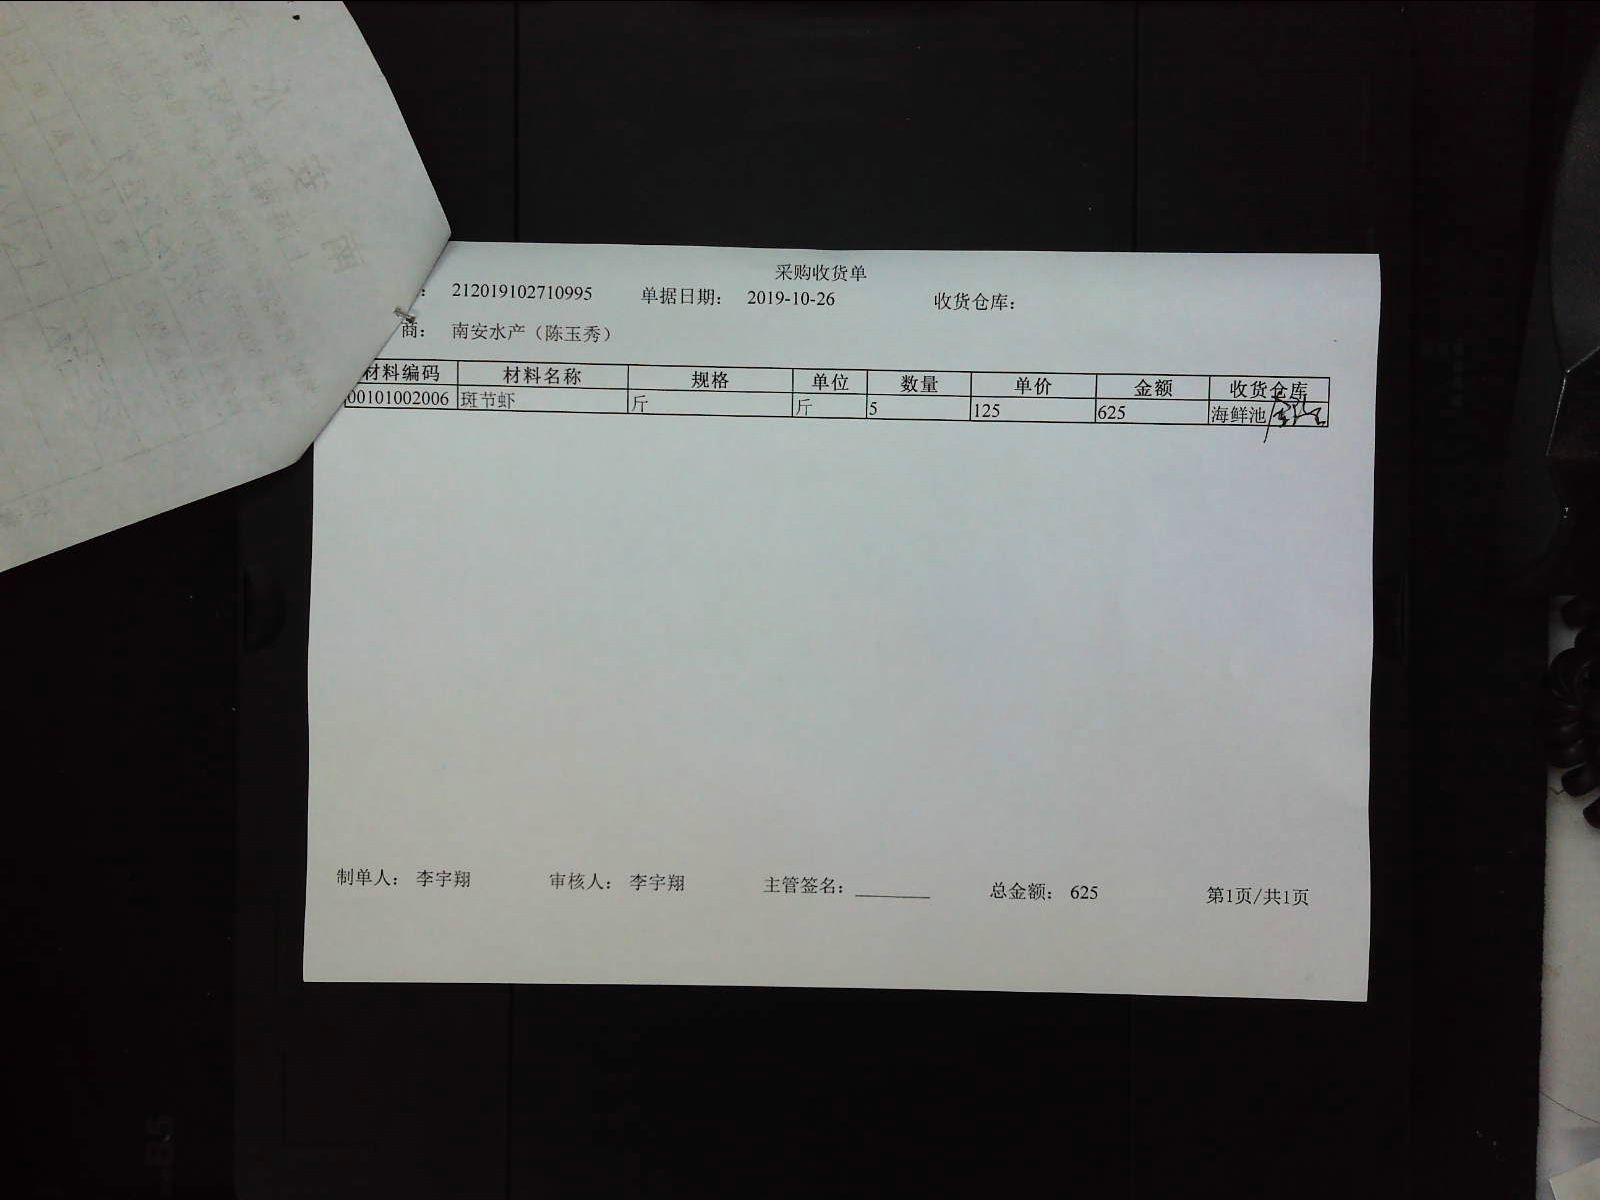 采购收货单
: 212019102710995 单据日期: 2019-10-26 收货仓库:
商: 南安水产（陈玉秀）
材料编码 材料名称 规格 单位 数量 单价 金额 收货仓库
00101002006 斑节虾 斤 斤 5 125 625 海鲜池
制单人: 李宇翔 审核人: 李宇翔 主管签名: ________ 总金额: 625 第1页/共1页